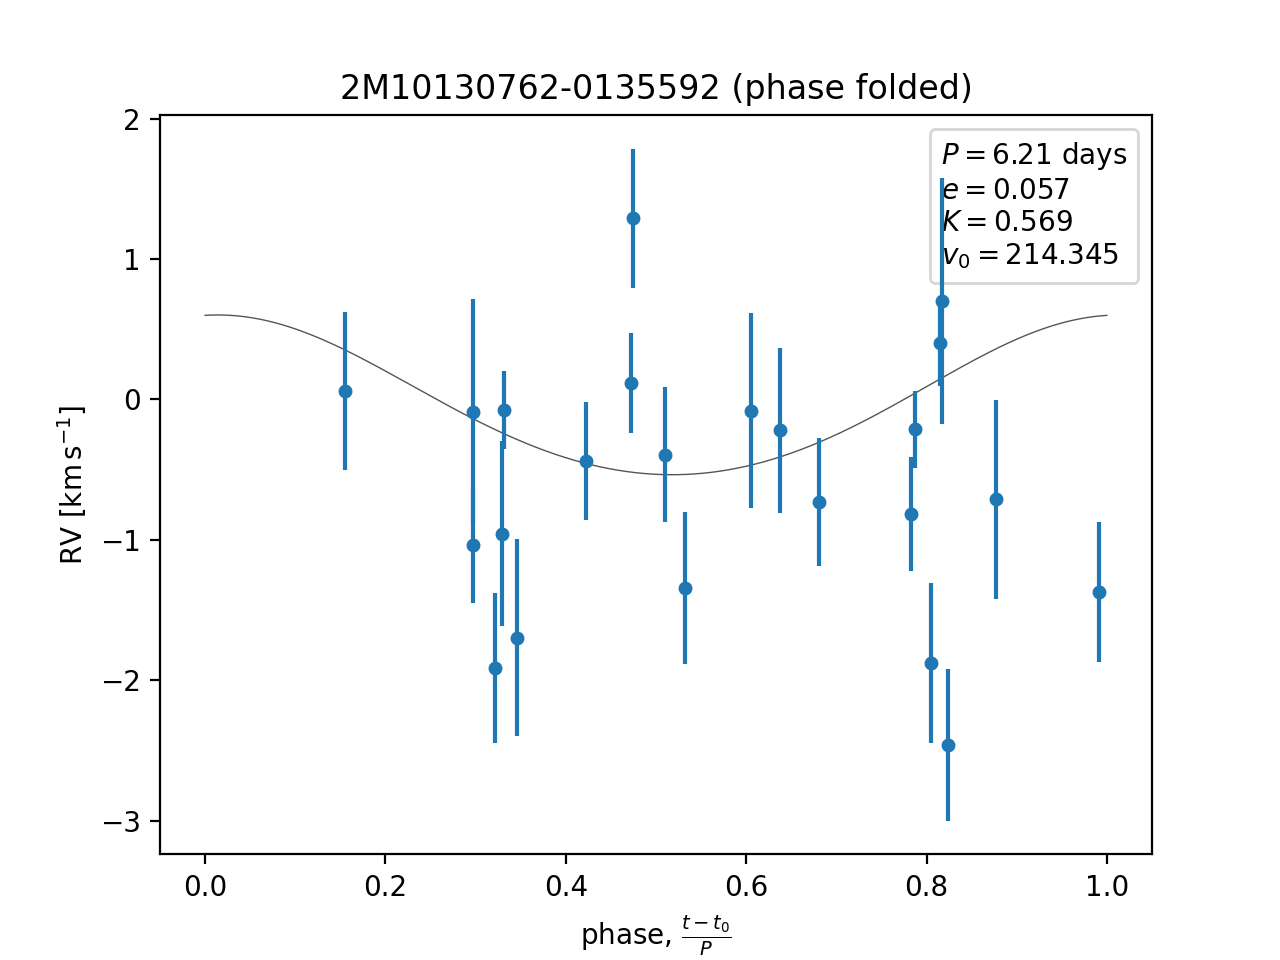 2M10130762-0135592 (phase folded)
P = 6.21 days
e = 0.057
K = 0.569
v₀ = 214.345
2
1
0
−1
−2
−3
RV [km s⁻¹]
0.0 0.2 0.4 0.6 0.8 1.0
phase, (t − t₀)/P